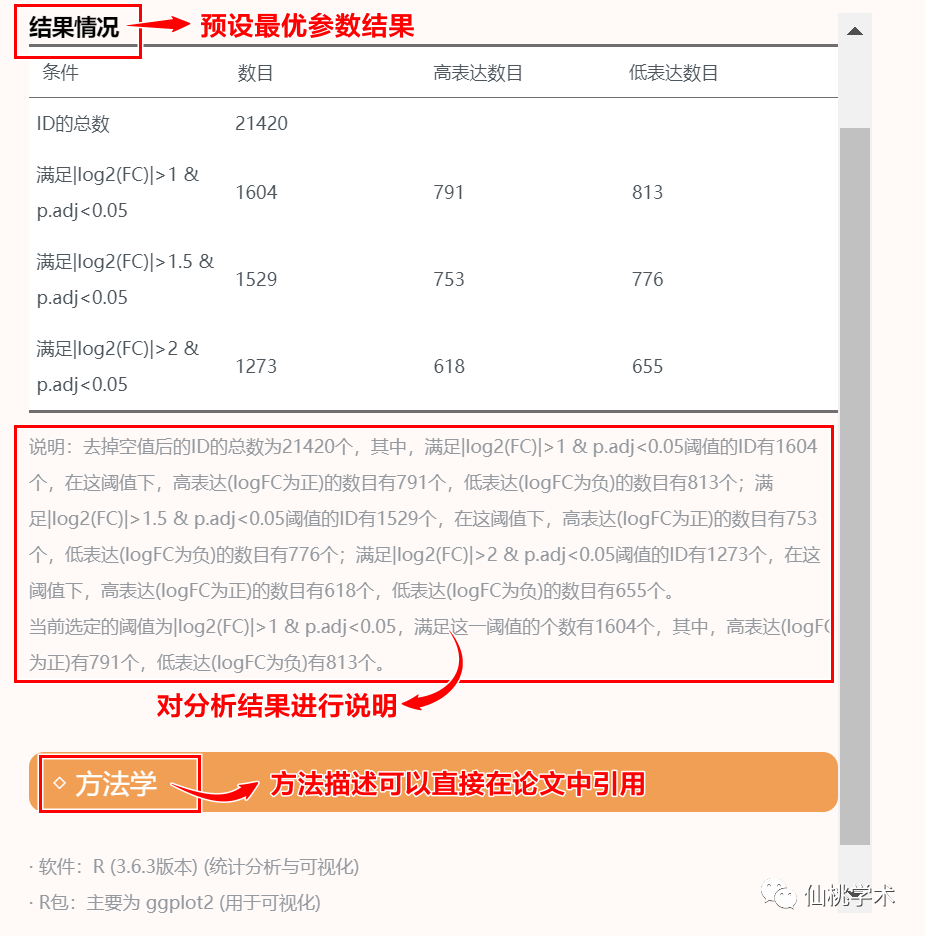 结果情况 预设最优参数结果
条件 数目 高表达数目 低表达数目
ID的总数 21420
满足|log2(FC)|>1 &
p.adj<0.05
1604 791 813
满足|log2(FC)|>1.5 &
p.adj<0.05
1529 753 776
满足|log2(FC)|>2 &
p.adj<0.05
1273 618 655
说明：去掉空值后的ID的总数为21420个，其中，满足|log2(FC)|>1 & p.adj<0.05阈值的ID有1604
个，在这阈值下，高表达(logFC为正)的数目有791个，低表达(logFC为负)的数目有813个；满
足|log2(FC)|>1.5 & p.adj<0.05阈值的ID有1529个，在这阈值下，高表达(logFC为正)的数目有753
个，低表达(logFC为负)的数目有776个；满足|log2(FC)|>2 & p.adj<0.05阈值的ID有1273个，在这
阈值下，高表达(logFC为正)的数目有618个，低表达(logFC为负)的数目有655个。
当前选定的阈值为|log2(FC)|>1 & p.adj<0.05，满足这一阈值的个数有1604个，其中，高表达(logFC
为正)有791个，低表达(logFC为负)有813个。
对分析结果进行说明
◇ 方法学 方法描述可以直接在论文中引用
· 软件：R (3.6.3版本) (统计分析与可视化)
· R包：主要为 ggplot2 (用于可视化)
仙桃学术